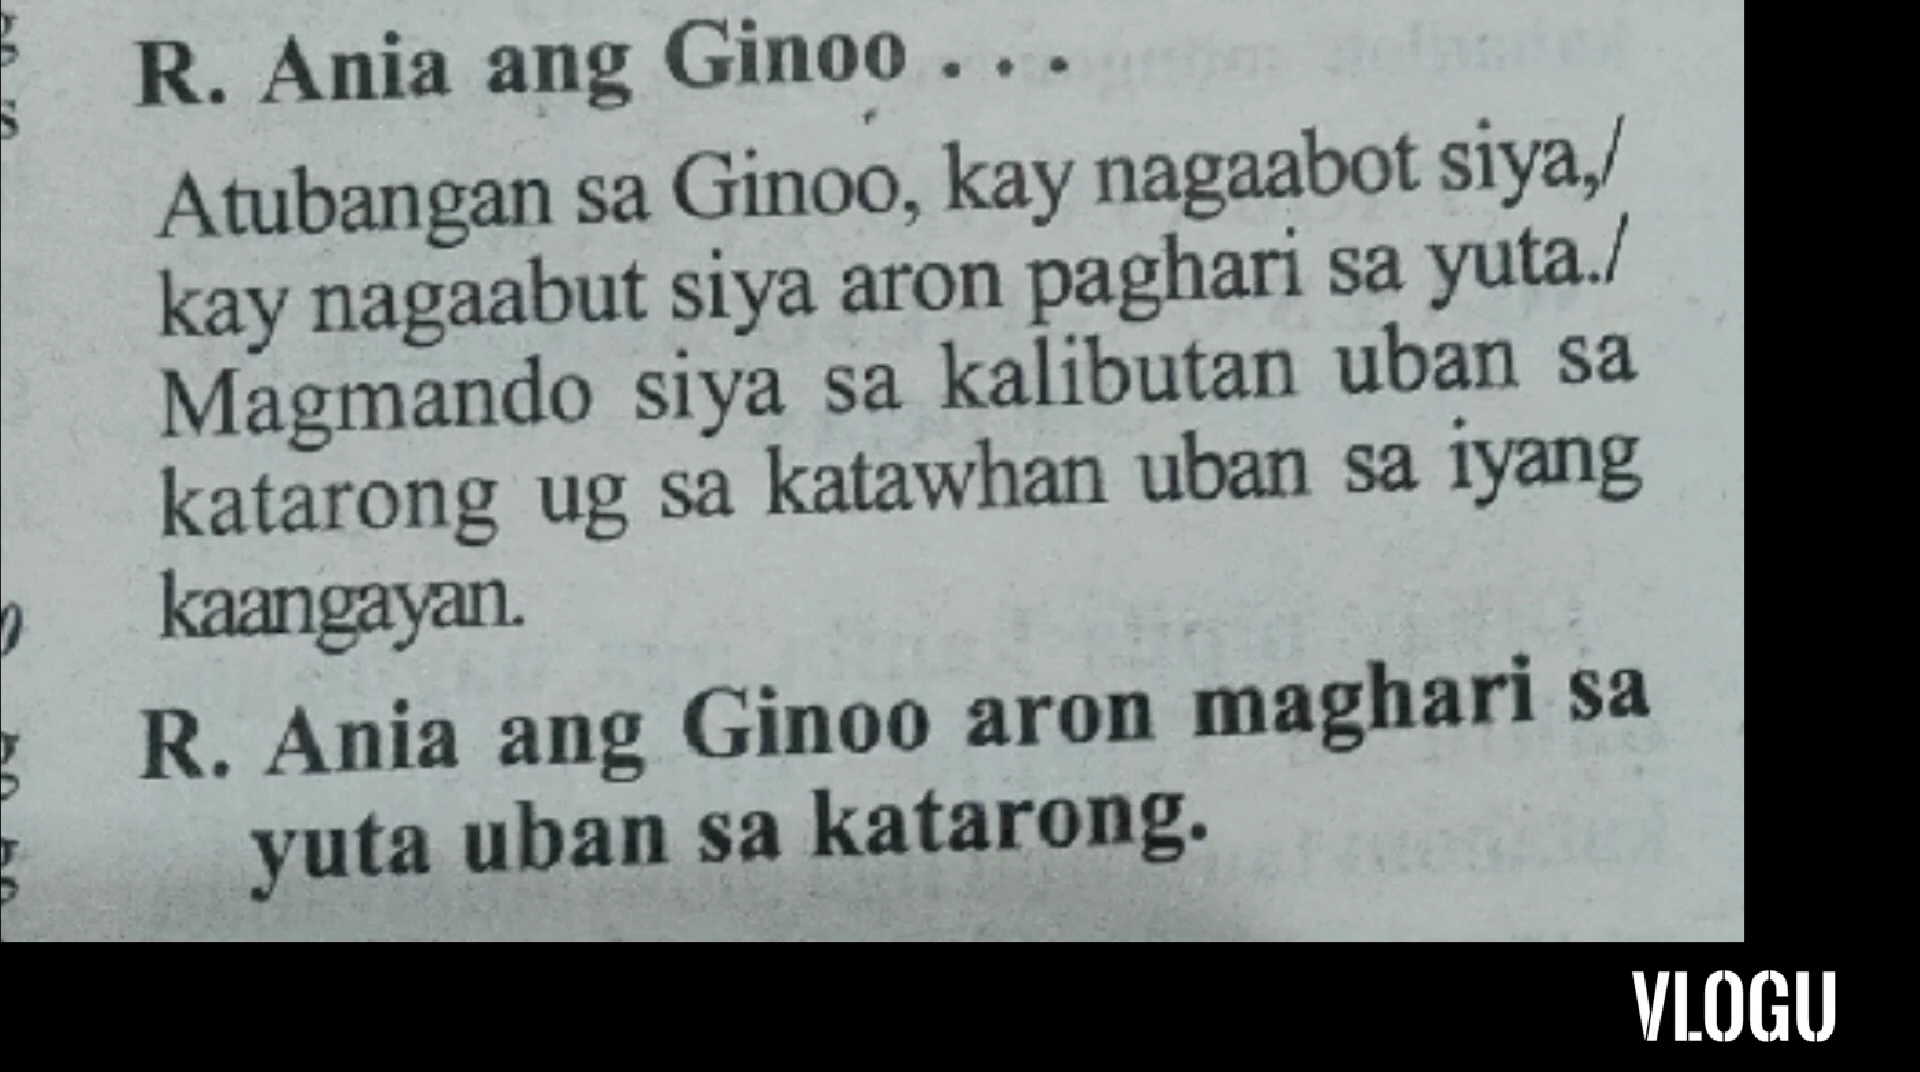 R. Ania ang Ginoo . . .
Atubangan sa Ginoo, kay nagaabot siya,/
kay nagaabut siya aron paghari sa yuta./
Magmando siya sa kalibutan uban sa
katarong ug sa katawhan uban sa iyang
kaangayan.
R. Ania ang Ginoo aron maghari sa
yuta uban sa katarong.
VLOGU